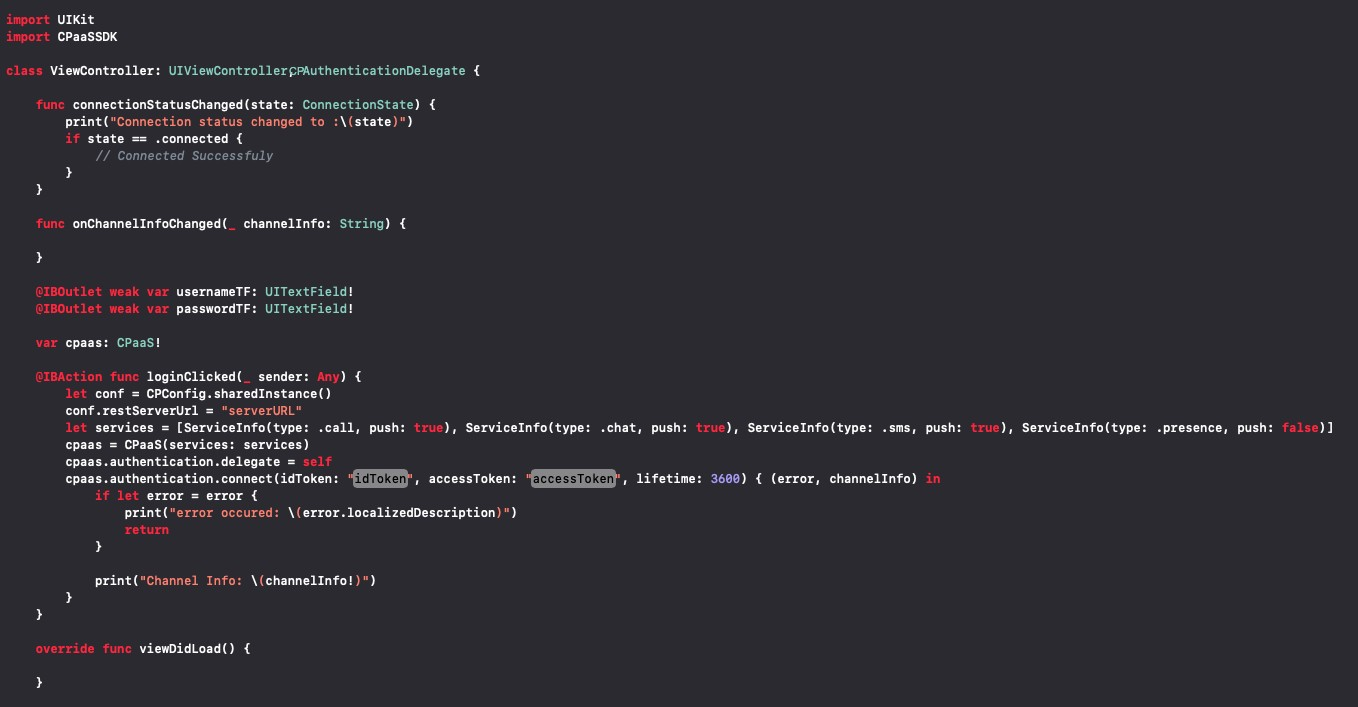 import UIKit
import CPaaSSDK
class ViewController: UIViewController,CPAuthenticationDelegate {
func connectionStatusChanged(state: ConnectionState) {
print("Connection status changed to :\(state)")
if state == .connected {
// Connected Successfuly
}
}
func onChannelInfoChanged(_ channelInfo: String) {
}
@IBOutlet weak var usernameTF: UITextField!
@IBOutlet weak var passwordTF: UITextField!
var cpaas: CPaaS!
@IBAction func loginClicked(_ sender: Any) {
let conf = CPConfig.sharedInstance()
conf.restServerUrl = "serverURL"
let services = [ServiceInfo(type: .call, push: true), ServiceInfo(type: .chat, push: true), ServiceInfo(type: .sms, push: true), ServiceInfo(type: .presence, push: false)]
cpaas = CPaaS(services: services)
cpaas.authentication.delegate = self
cpaas.authentication.connect(idToken: "idToken", accessToken: "accessToken", lifetime: 3600) { (error, channelInfo) in
if let error = error {
print("error occured: \(error.localizedDescription)")
return
}
print("Channel Info: \(channelInfo!)")
}
}
override func viewDidLoad() {
}